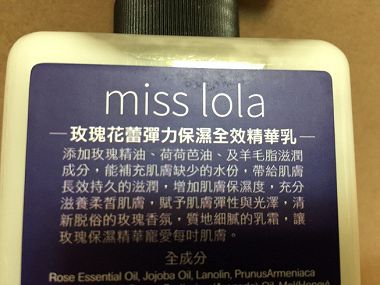 miss lola
玫瑰花蕾彈力保濕全效精華乳
添加玫瑰精油、荷荷芭油、及羊毛脂滋潤
成分，能補充肌膚缺少的水份，帶給肌膚
長效持久的滋潤，增加肌膚保濕度，充分
滋養柔皙肌膚，賦予肌膚彈性與光澤，清
新脱俗的玫瑰香氛，質地細膩的乳霜，讓
玫瑰保濕精華寵愛每吋肌膚。
全成分
Rose Essential Oil, Jojoba Oil, Lanolin, PrunusArmeniaca